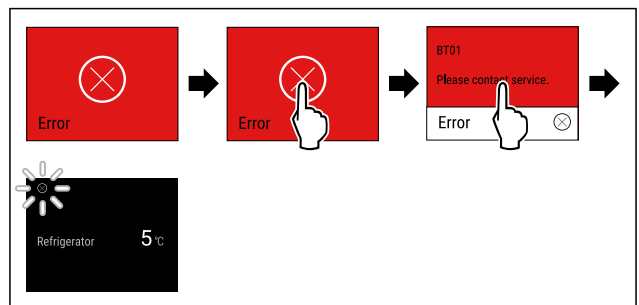 Error
Error
BT01
Please contact service.
Error
Refrigerator 5 °C